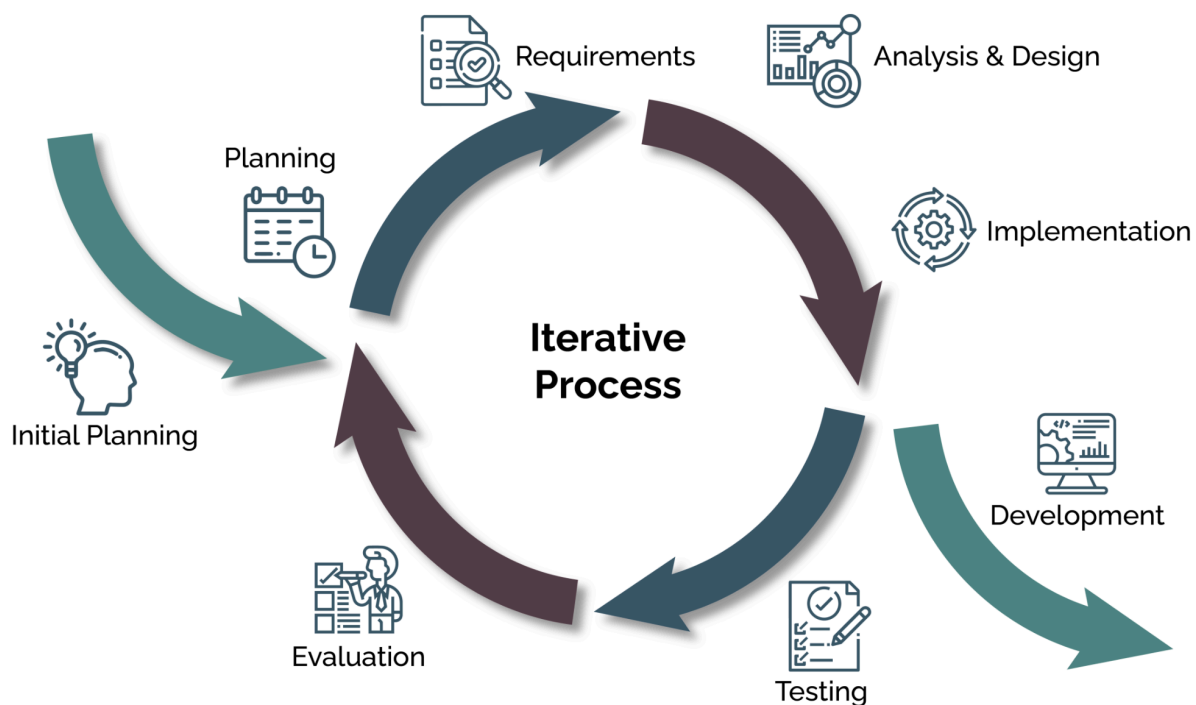 Requirements
Analysis & Design
Planning
Implementation
Iterative
Process
Initial Planning
Development
Evaluation
Testing